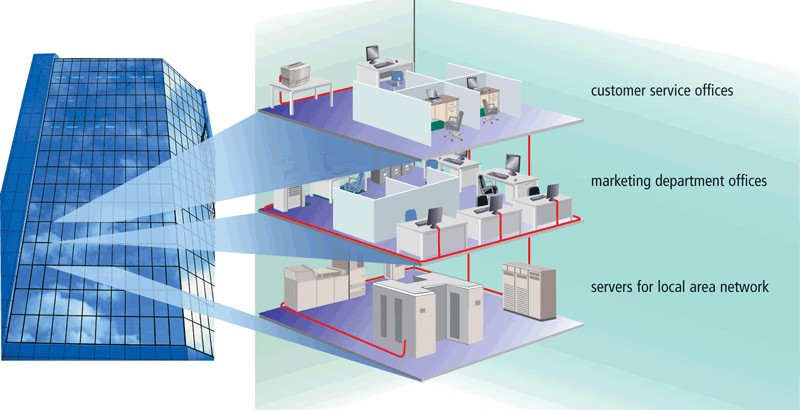 customer service offices
marketing department offices
servers for local area network